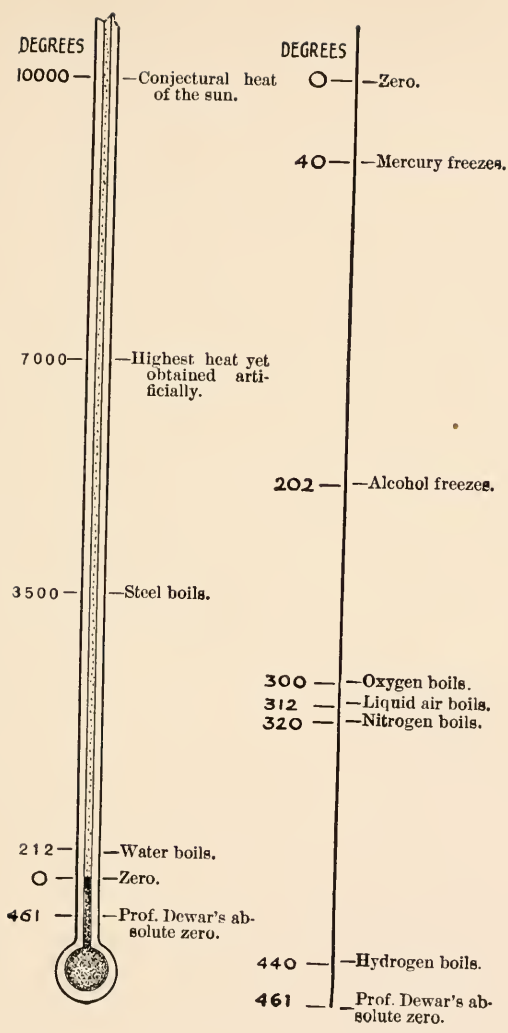 DEGREES
10000 — — Conjectural heat
of the sun.
7000 — — Highest heat yet
obtained arti-
ficially.
3500 — — Steel boils.
212 — — Water boils.
0 — — Zero.
461 — — Prof. Dewar's ab-
solute zero.
DEGREES
0 — — Zero.
40 — — Mercury freezes.
202 — — Alcohol freezes.
300 — — Oxygen boils.
312 — — Liquid air boils.
320 — — Nitrogen boils.
440 — — Hydrogen boils.
461 — — Prof. Dewar's ab-
solute zero.